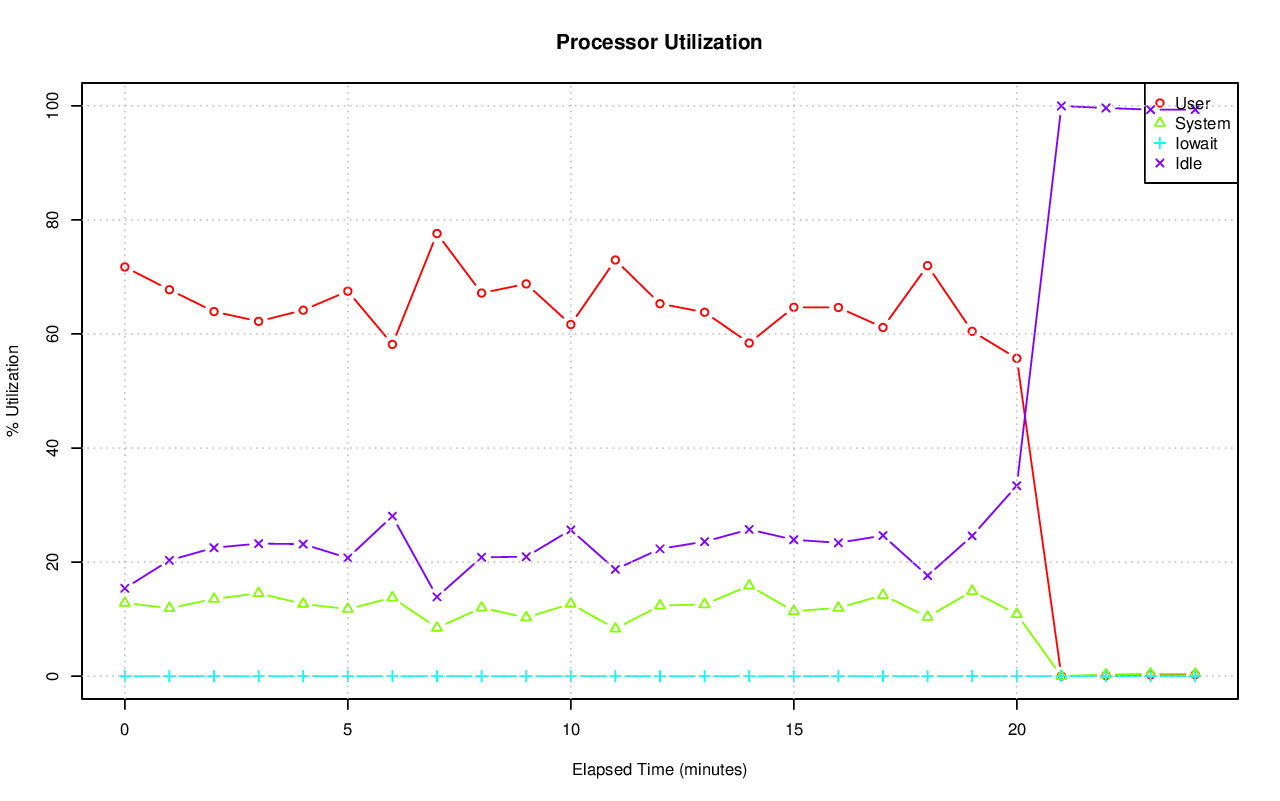 Processor Utilization
100
80
60
40
20
0
% Utilization
User
System
Iowait
Idle
0 5 10 15 20
Elapsed Time (minutes)